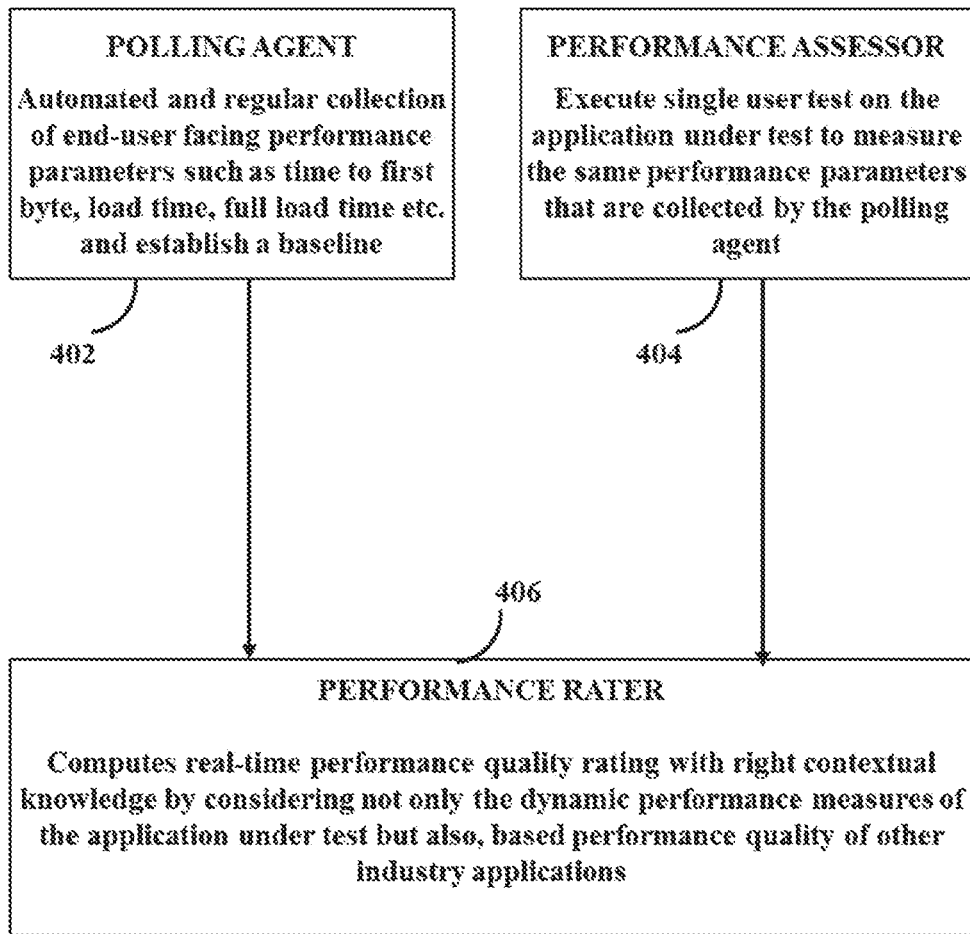 POLLING AGENT
Automated and regular collection
of end-user facing performance
parameters such as time to first
byte, load time, full load time etc.
and establish a baseline
402
PERFORMANCE ASSESSOR
Execute single user test on the
application under test to measure
the same performance parameters
that are collected by the polling
agent
404
406
PERFORMANCE RATER
Computes real-time performance quality rating with right contextual
knowledge by considering not only the dynamic performance measures of
the application under test but also, based performance quality of other
industry applications